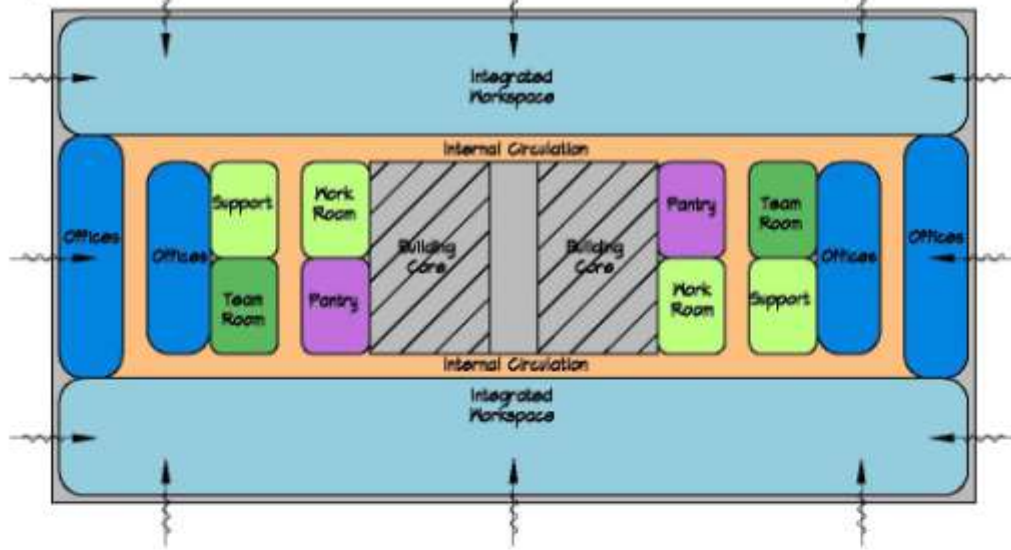 Integrated
Workspace
Internal Circulation
Support
Work
Room
Pantry
Team
Room
Offices
Offices
Building
Core
Building
Core
Offices
Offices
Team
Room
Pantry
Work
Room
Support
Internal Circulation
Integrated
Workspace